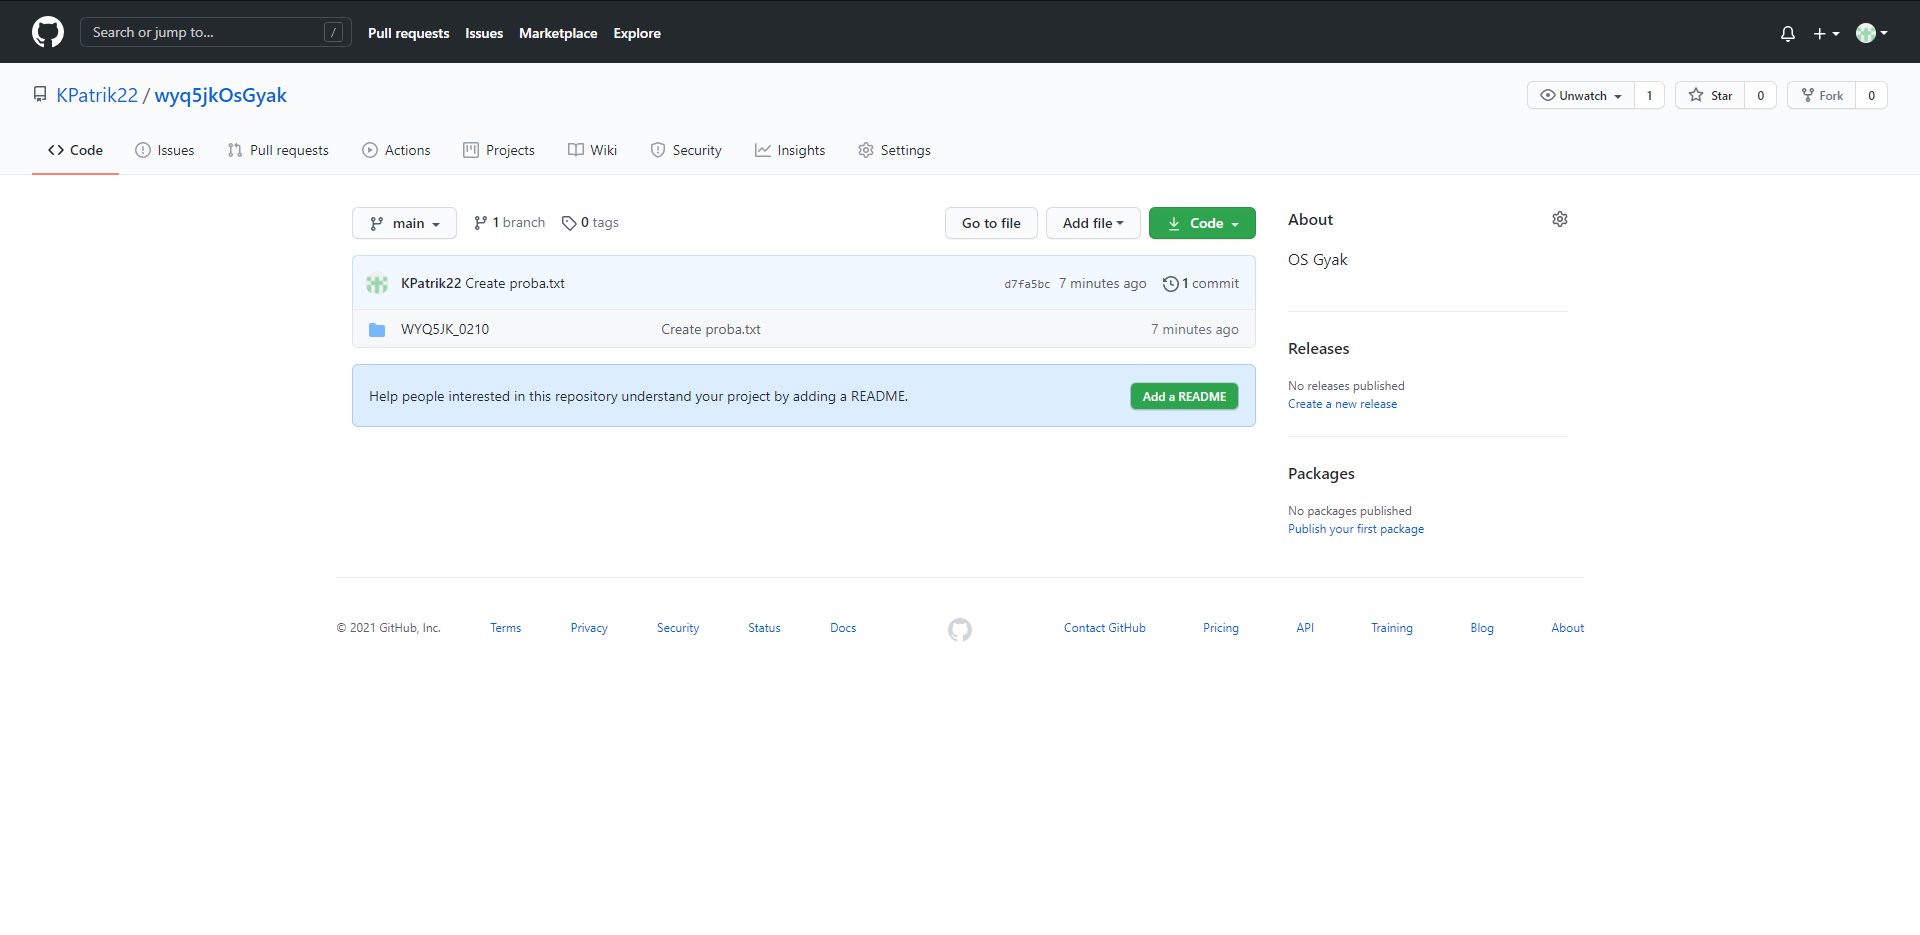 Search or jump to... /
Pull requests Issues Marketplace Explore
KPatrik22 / wyq5jkOsGyak
Unwatch 1 Star 0 Fork 0
Code Issues Pull requests Actions Projects Wiki Security Insights Settings
main 1 branch 0 tags Go to file Add file Code
KPatrik22 Create proba.txt d7fa5bc 7 minutes ago 1 commit
WYQ5JK_0210 Create proba.txt 7 minutes ago
Help people interested in this repository understand your project by adding a README. Add a README
About
OS Gyak
Releases
No releases published
Create a new release
Packages
No packages published
Publish your first package
© 2021 GitHub, Inc. Terms Privacy Security Status Docs Contact GitHub Pricing API Training Blog About